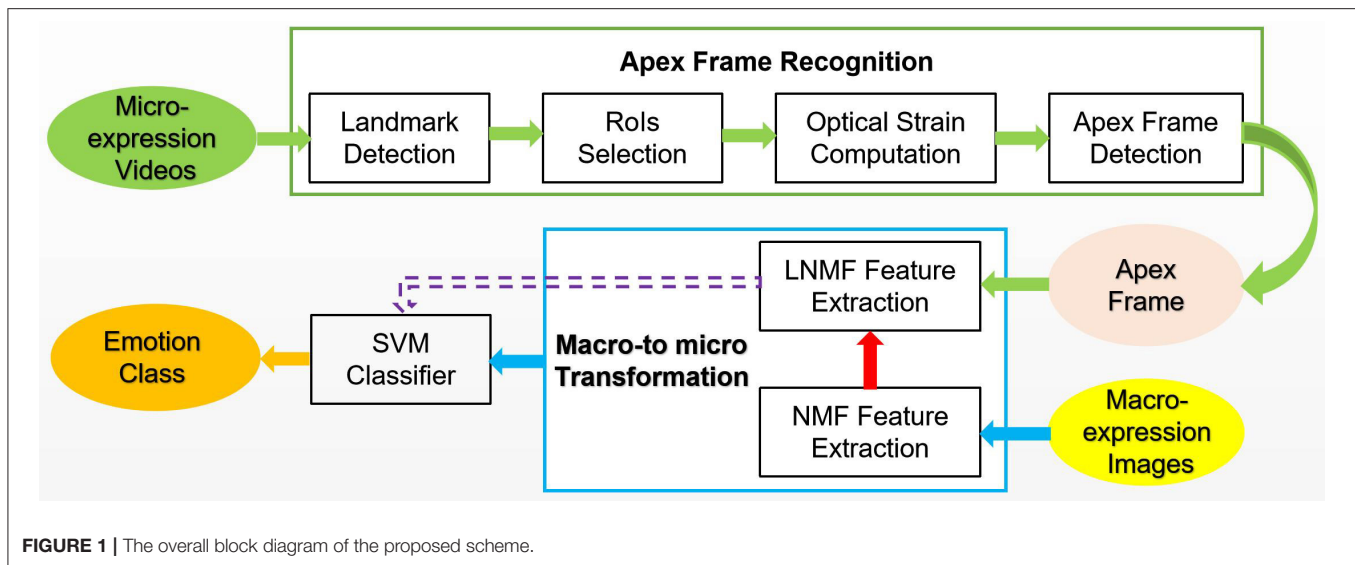 Apex Frame Recognition
Micro-
expression
Videos
Landmark
Detection
RoIs
Selection
Optical Strain
Computation
Apex Frame
Detection
Apex
Frame
LNMF Feature
Extraction
Macro-to micro
Transformation
NMF Feature
Extraction
Macro-
expression
Images
SVM
Classifier
Emotion
Class
FIGURE 1 | The overall block diagram of the proposed scheme.